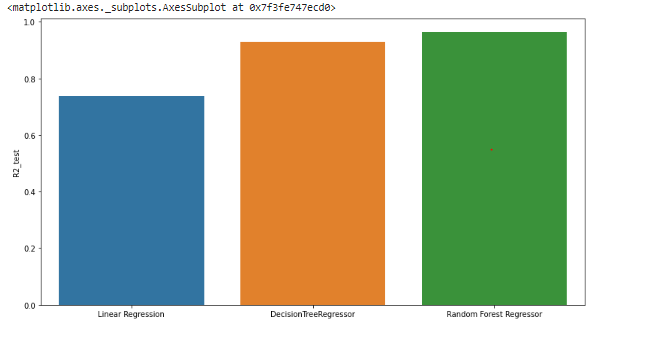 <matplotlib.axes._subplots.AxesSubplot at 0x7f3fe747ecd0>
1.0
0.8
0.6
0.4
0.2
0.0
R2_test
Linear Regression
DecisionTreeRegressor
Random Forest Regressor